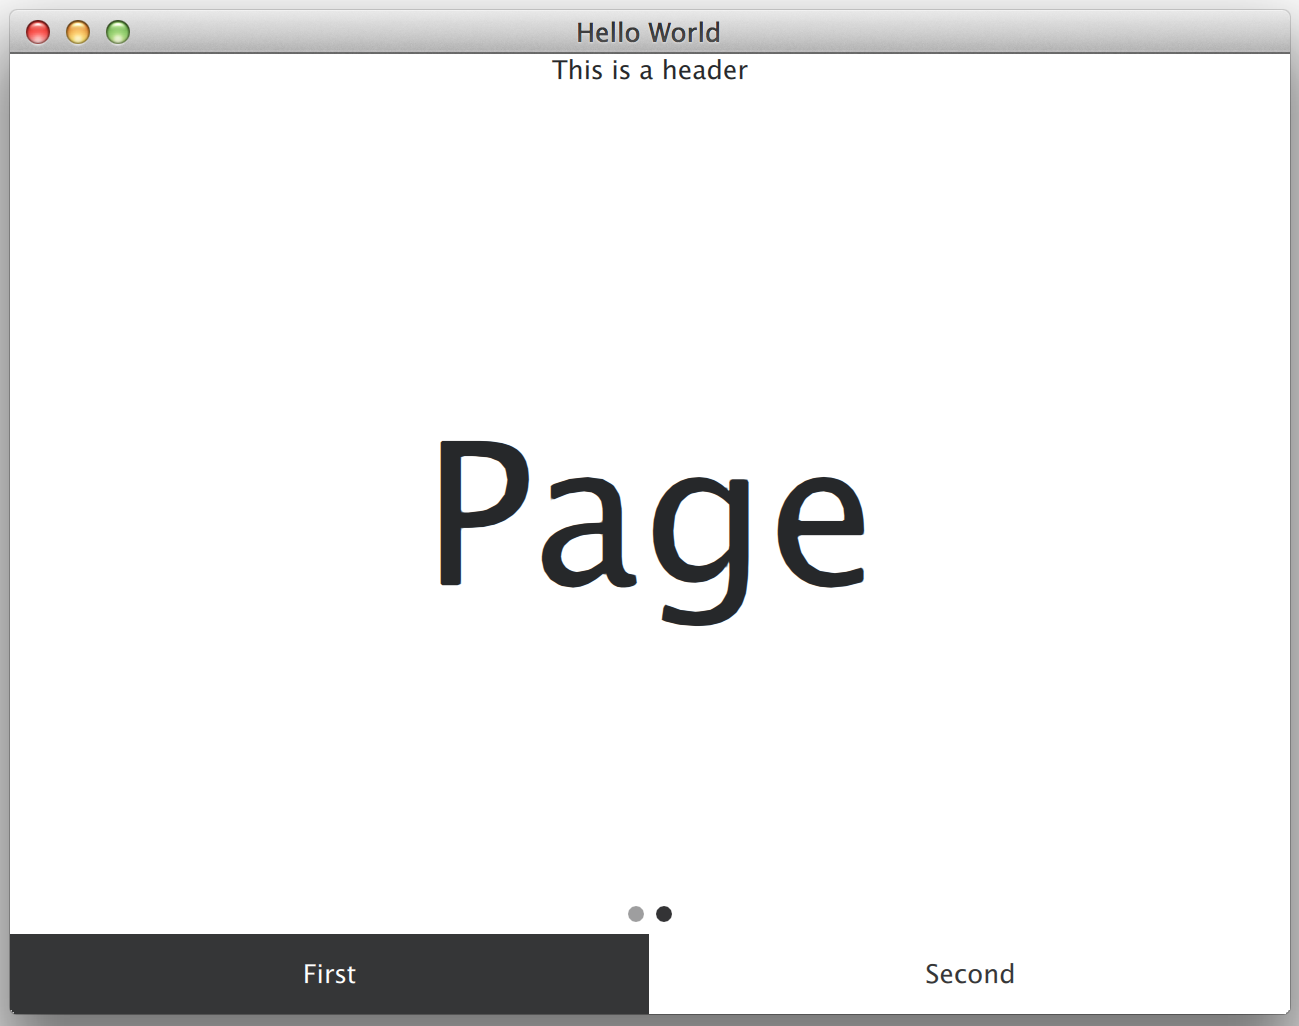 Hello World
This is a header
Page
First
Second